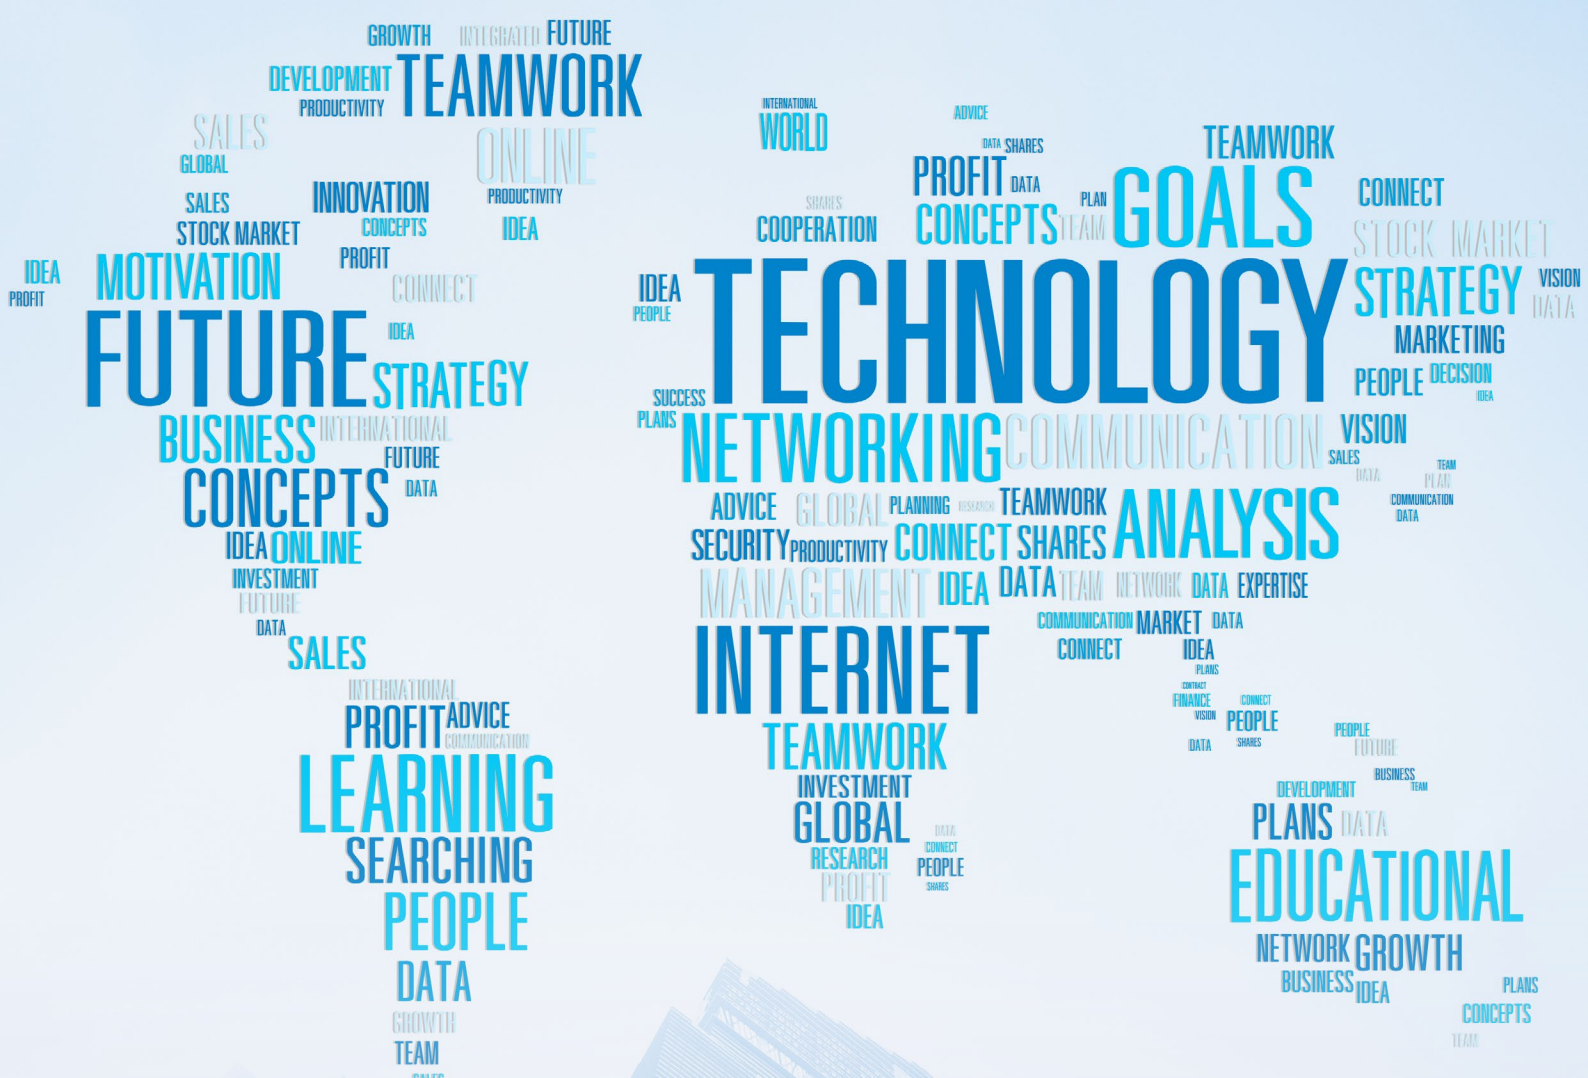 GROWTH INTEGRATED FUTURE
DEVELOPMENT TEAMWORK
PRODUCTIVITY
SALES ONLINE
GLOBAL
INNOVATION PRODUCTIVITY
SALES CONCEPTS IDEA
STOCK MARKET
PROFIT
IDEA MOTIVATION CONNECT
PROFIT
FUTURE IDEA
STRATEGY
BUSINESS INTERNATIONAL
FUTURE
CONCEPTS DATA
IDEA ONLINE
INVESTMENT
FUTURE
DATA
SALES
INTERNATIONAL
PROFIT ADVICE
COMMUNICATION
LEARNING
SEARCHING
PEOPLE
DATA
GROWTH
TEAM
SALES
INTERNATIONAL
WORLD
ADVICE
DATA SHARES
PROFIT DATA
SHARES
COOPERATION CONCEPTS TEAM
PLAN GOALS
TEAMWORK
CONNECT
STOCK MARKET
IDEA TECHNOLOGY STRATEGY VISION
PEOPLE DATA
MARKETING
PEOPLE DECISION
IDEA
SUCCESS
PLANS NETWORKING COMMUNICATION VISION
SALES
DATA TEAM
PLAN
COMMUNICATION
DATA
ADVICE GLOBAL PLANNING RESEARCH TEAMWORK ANALYSIS
SECURITY PRODUCTIVITY CONNECT SHARES
MANAGEMENT IDEA DATA TEAM NETWORK DATA EXPERTISE
COMMUNICATION MARKET DATA
CONNECT IDEA
PLANS
CONTRACT
FINANCE CONNECT
VISION PEOPLE
DATA SHARES
INTERNET
TEAMWORK
INVESTMENT
GLOBAL
RESEARCH
PROFIT
IDEA
DATA
CONNECT
PEOPLE
SHARES
PEOPLE
FUTURE
BUSINESS
TEAM
DEVELOPMENT
PLANS DATA
EDUCATIONAL
NETWORK GROWTH
BUSINESS IDEA
PLANS
CONCEPTS
TEAM